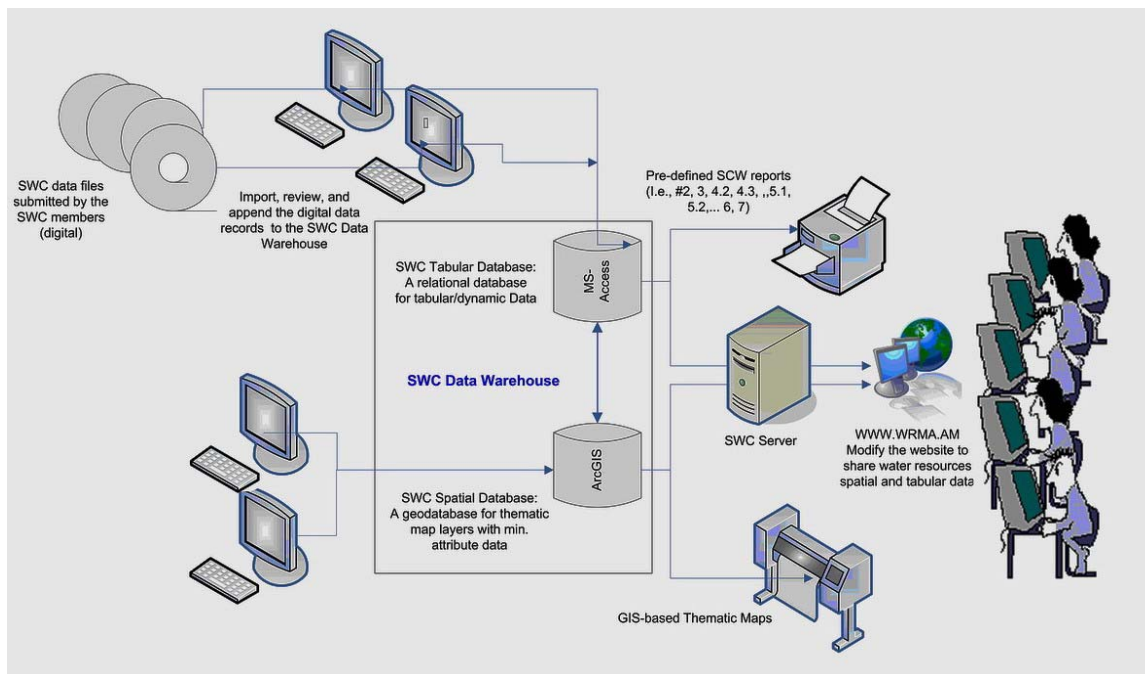 SWC data files
submitted by the
SWC members
(digital)
Import, review, and
append the digital data
records to the SWC Data
Warehouse
Pre-defined SCW reports
(I.e., #2, 3, 4.2, 4.3, ,,5.1,
5.2,... 6, 7)
SWC Tabular Database:
A relational database
for tabular/dynamic Data
MS-
Access
SWC Data Warehouse
SWC Server
WWW.WRMA.AM
Modify the website to
share water resources
spatial and tabular data
ArcGIS
SWC Spatial Database:
A geodatabase for thematic
map layers with min.
attribute data
GIS-based Thematic Maps